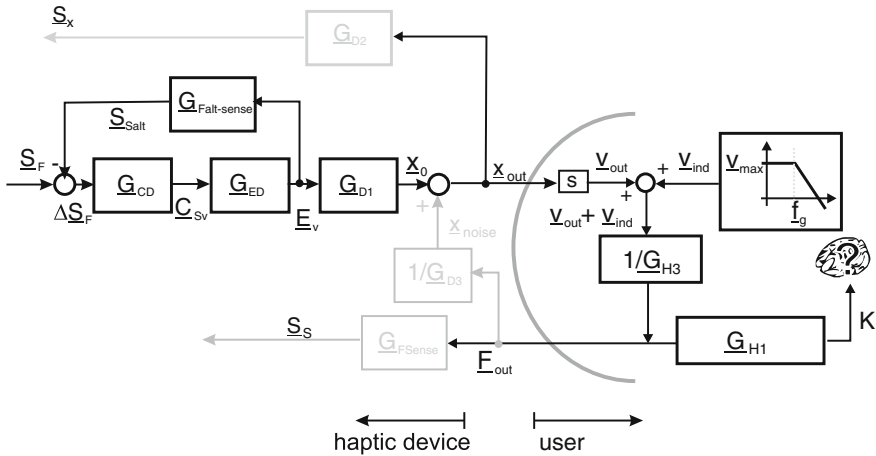 S_x
G_D2
G_Falt-sense
S_Salt
S_F -
G_CD
G_ED
G_D1
x_0
x_out
s
v_out
+
+
v_ind
v_max
f_g
ΔS_F
C_Sv
E_v
+
x_noise
v_out + v_ind
1/G_H3
1/G_D3
?
K
S_S
G_FSense
F_out
G_H1
haptic device
user